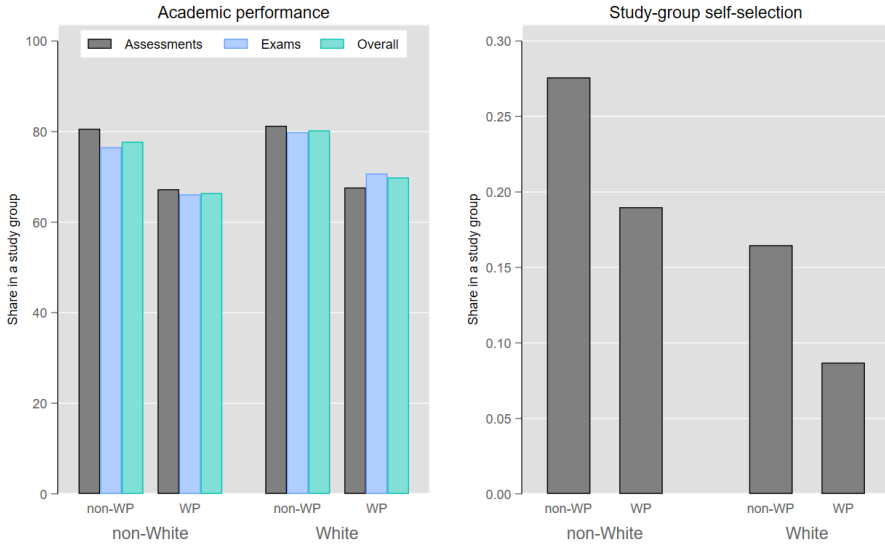 Academic performance
Assessments Exams Overall
Share in a study group
100
80
60
40
20
0
non-WP WP non-WP WP
non-White White
Study-group self-selection
Share in a study group
0.30
0.25
0.20
0.15
0.10
0.05
0.00
non-WP WP non-WP WP
non-White White